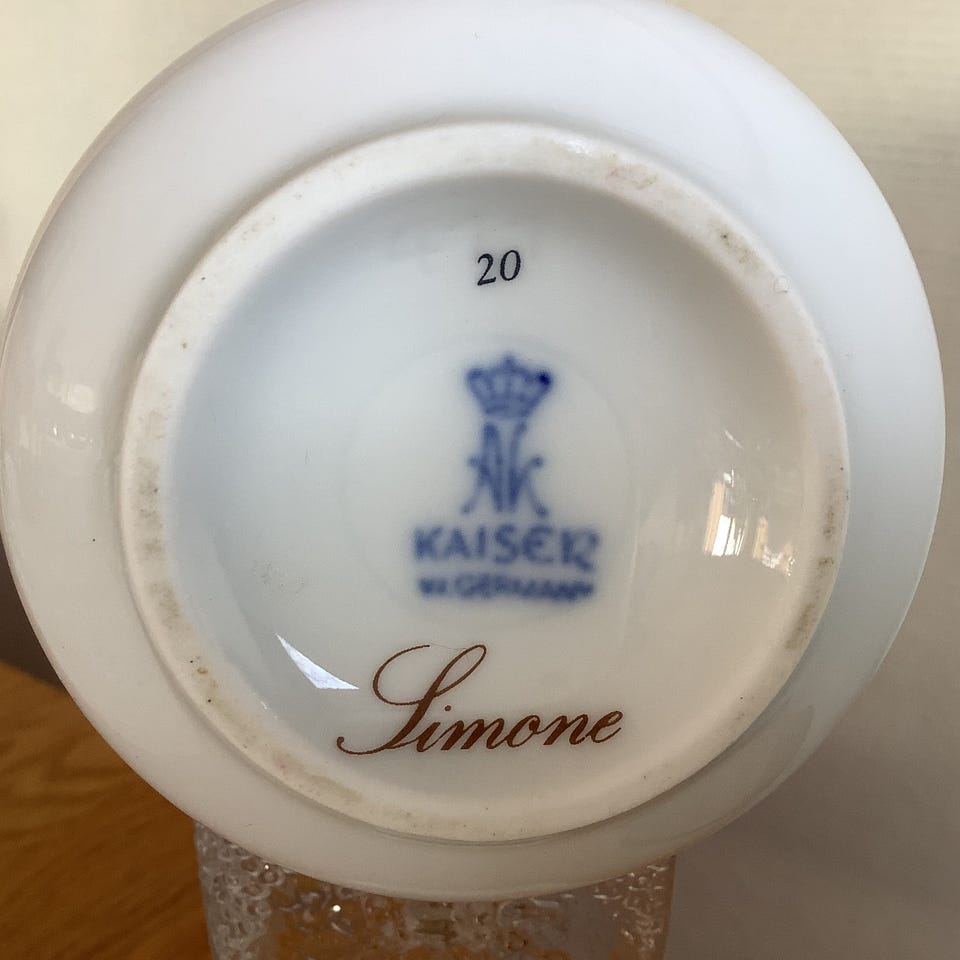 20
AK
KAISER
W. GERMANY
Simone